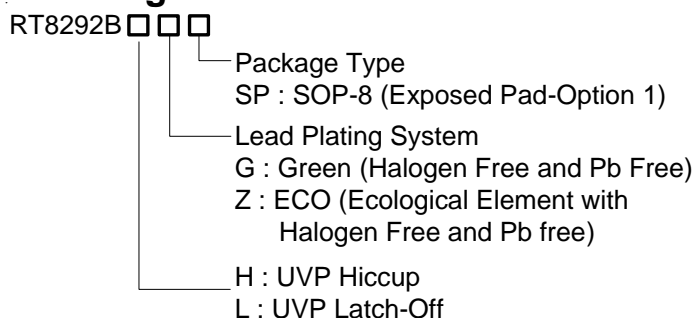 RT8292B
Package Type
SP : SOP-8 (Exposed Pad-Option 1)
Lead Plating System
G : Green (Halogen Free and Pb Free)
Z : ECO (Ecological Element with
Halogen Free and Pb free)
H : UVP Hiccup
L : UVP Latch-Off